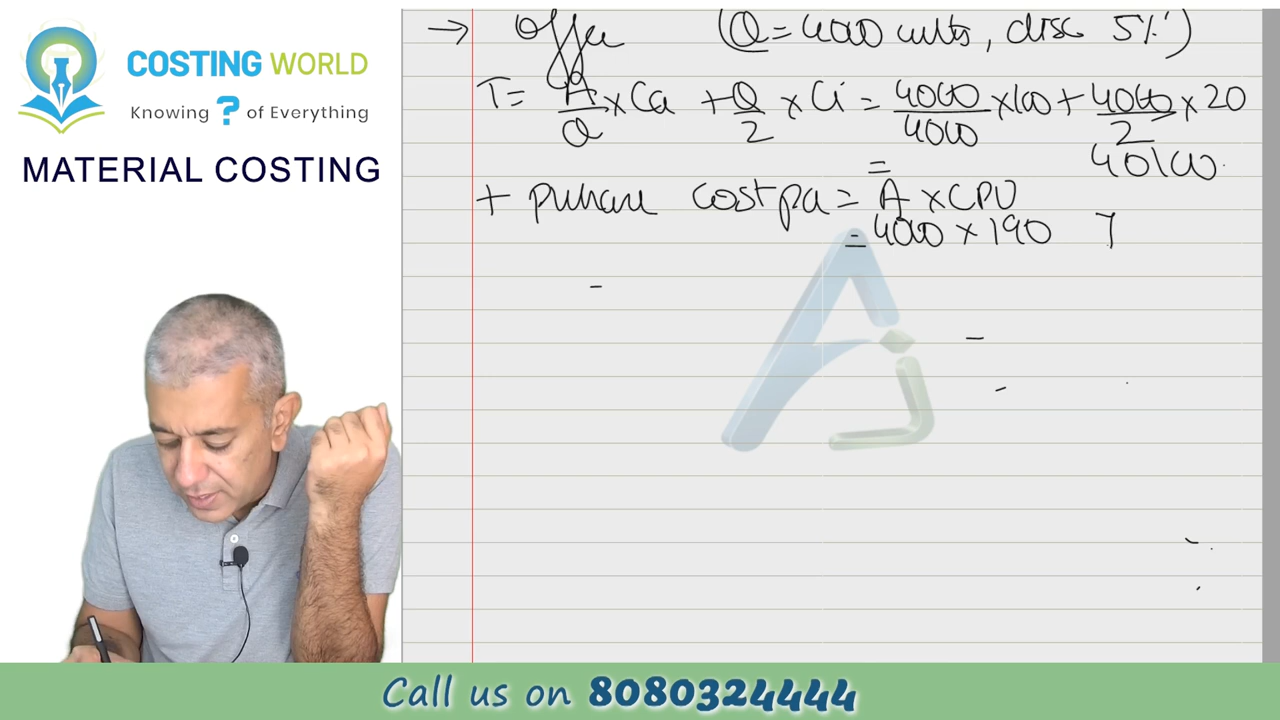 COSTING WORLD
Knowing ? of Everything
MATERIAL COSTING
→ Offer (Q = 4000 units, disc 5%)
T = A/Q × Ca + Q/2 × Ci = 4000/4000 × 100 + 4000/2 × 20
= 40100
+ purchase cost pa = A × CPU
= 4000 × 190
Call us on 8080324444